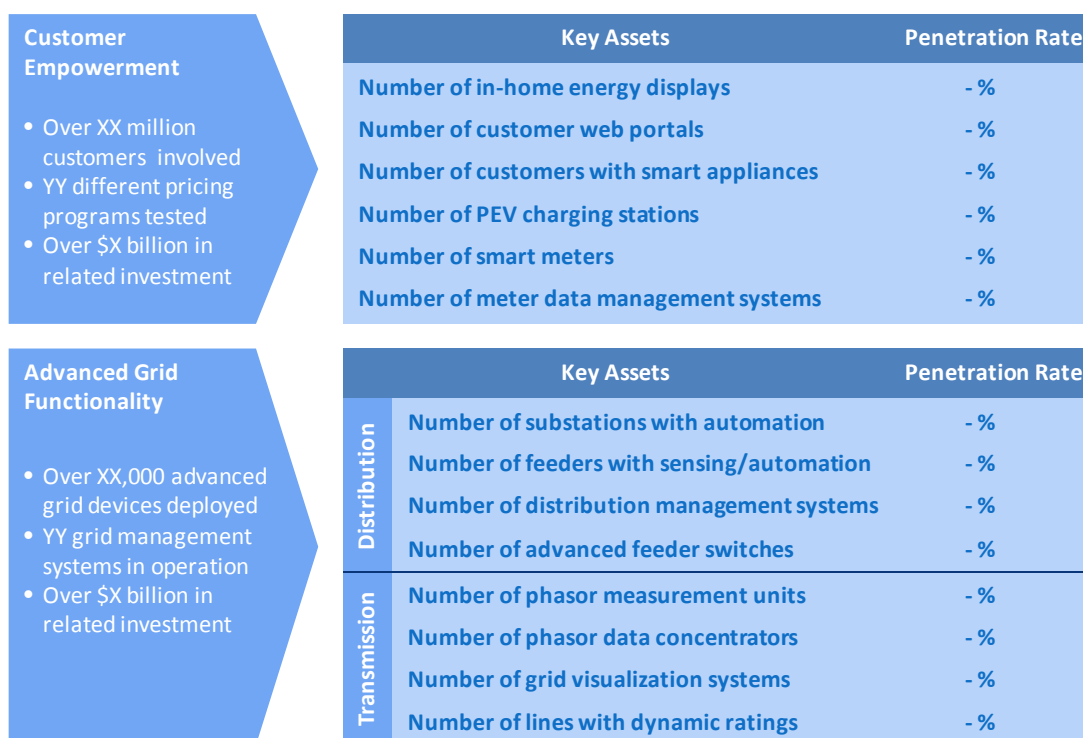 Customer
Empowerment
• Over XX million
customers involved
• YY different pricing
programs tested
• Over $X billion in
related investment
Key Assets Penetration Rate
Number of in-home energy displays - %
Number of customer web portals - %
Number of customers with smart appliances - %
Number of PEV charging stations - %
Number of smart meters - %
Number of meter data management systems - %
Advanced Grid
Functionality
• Over XX,000 advanced
grid devices deployed
• YY grid management
systems in operation
• Over $X billion in
related investment
Key Assets Penetration Rate
Distribution
Number of substations with automation - %
Number of feeders with sensing/automation - %
Number of distribution management systems - %
Number of advanced feeder switches - %
Transmission
Number of phasor measurement units - %
Number of phasor data concentrators - %
Number of grid visualization systems - %
Number of lines with dynamic ratings - %